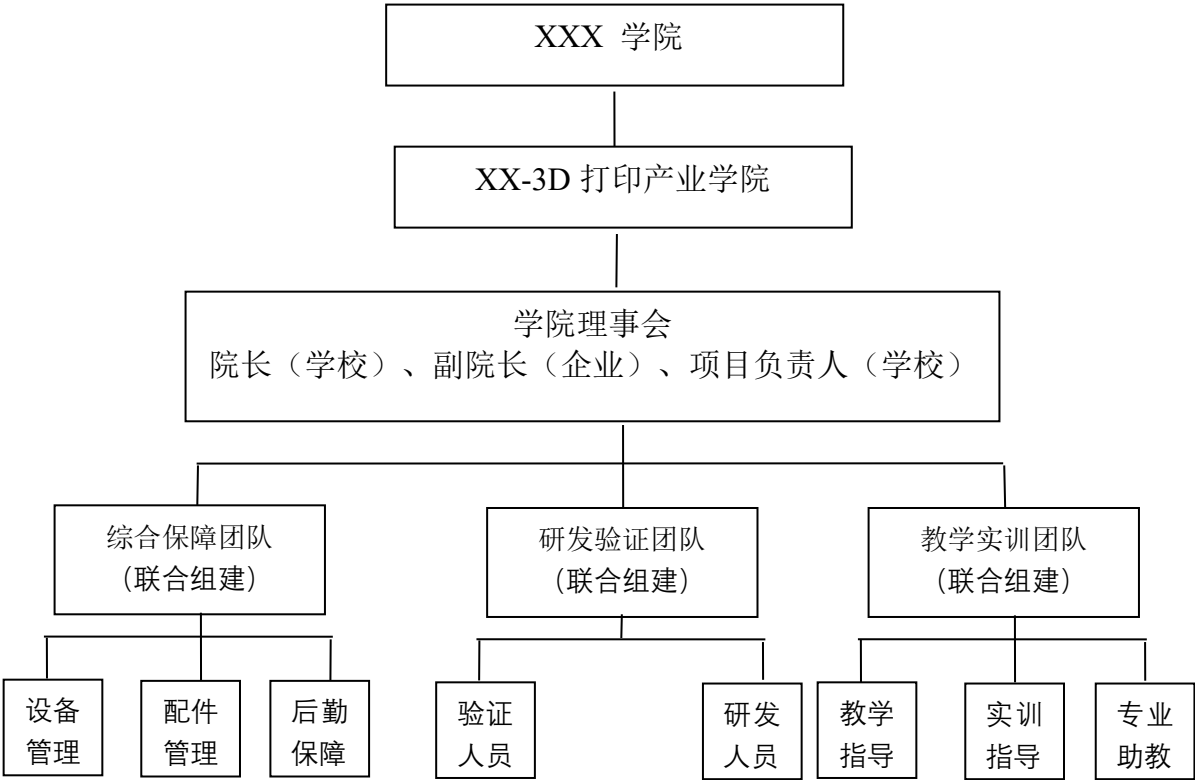 XXX 学院
XX-3D 打印产业学院
学院理事会
院长（学校）、副院长（企业）、项目负责人（学校）
综合保障团队
（联合组建）
研发验证团队
（联合组建）
教学实训团队
（联合组建）
设备
管理
配件
管理
后勤
保障
验证
人员
研发
人员
教学
指导
实训
指导
专业
助教